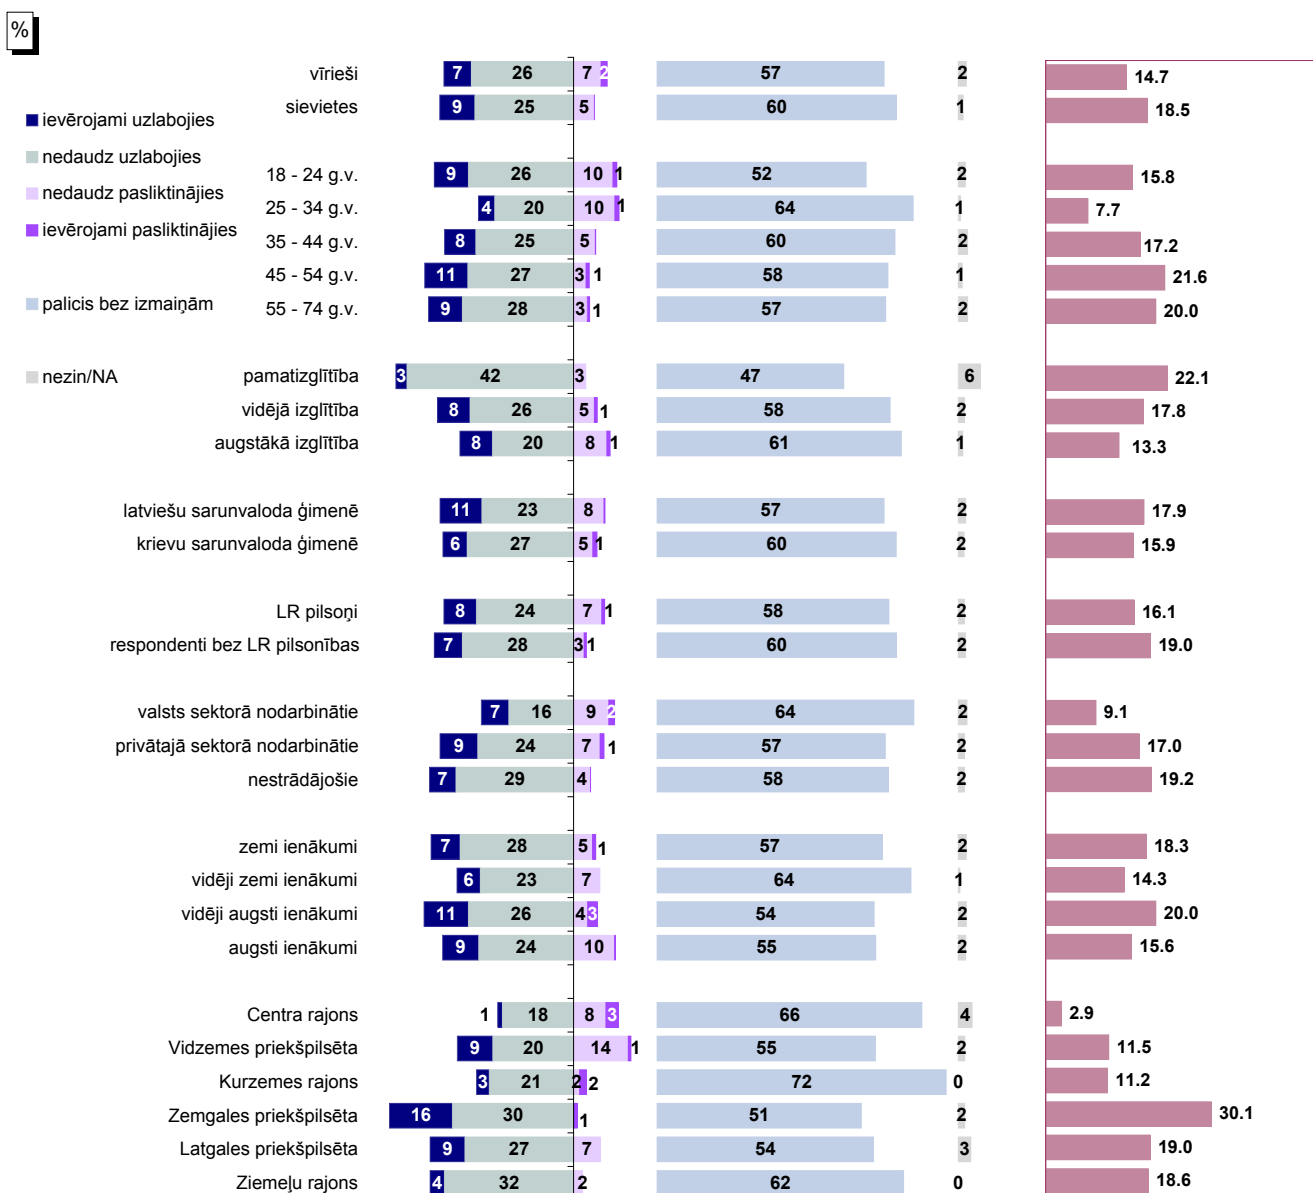 %
vīrieši 7 26 7 2 57 2 14.7
sievietes 9 25 5 60 1 18.5
ievērojami uzlabojies
nedaudz uzlabojies
18 - 24 g.v. 9 26 10 1 52 2 15.8
nedaudz pasliktinājies
25 - 34 g.v. 4 20 10 1 64 1 7.7
ievērojami pasliktinājies
35 - 44 g.v. 8 25 5 60 2 17.2
45 - 54 g.v. 11 27 3 1 58 1 21.6
palicis bez izmaiņām
55 - 74 g.v. 9 28 3 1 57 2 20.0
nezin/NA
pamatizglītība 3 42 3 47 6 22.1
vidējā izglītība 8 26 5 1 58 2 17.8
augstākā izglītība 8 20 8 1 61 1 13.3
latviešu sarunvaloda ģimenē 11 23 8 57 2 17.9
krievu sarunvaloda ģimenē 6 27 5 1 60 2 15.9
LR pilsoņi 8 24 7 1 58 2 16.1
respondenti bez LR pilsonības 7 28 3 1 60 2 19.0
valsts sektorā nodarbinātie 7 16 9 2 64 2 9.1
privātajā sektorā nodarbinātie 9 24 7 1 57 2 17.0
nestrādājošie 7 29 4 58 2 19.2
zemi ienākumi 7 28 5 1 57 2 18.3
vidēji zemi ienākumi 6 23 7 64 1 14.3
vidēji augsti ienākumi 11 26 4 3 54 2 20.0
augsti ienākumi 9 24 10 55 2 15.6
Centra rajons 1 18 8 3 66 4 2.9
Vidzemes priekšpilsēta 9 20 14 1 55 2 11.5
Kurzemes rajons 3 21 2 2 72 0 11.2
Zemgales priekšpilsēta 16 30 1 51 2 30.1
Latgales priekšpilsēta 9 27 7 54 3 19.0
Ziemeļu rajons 4 32 2 62 0 18.6